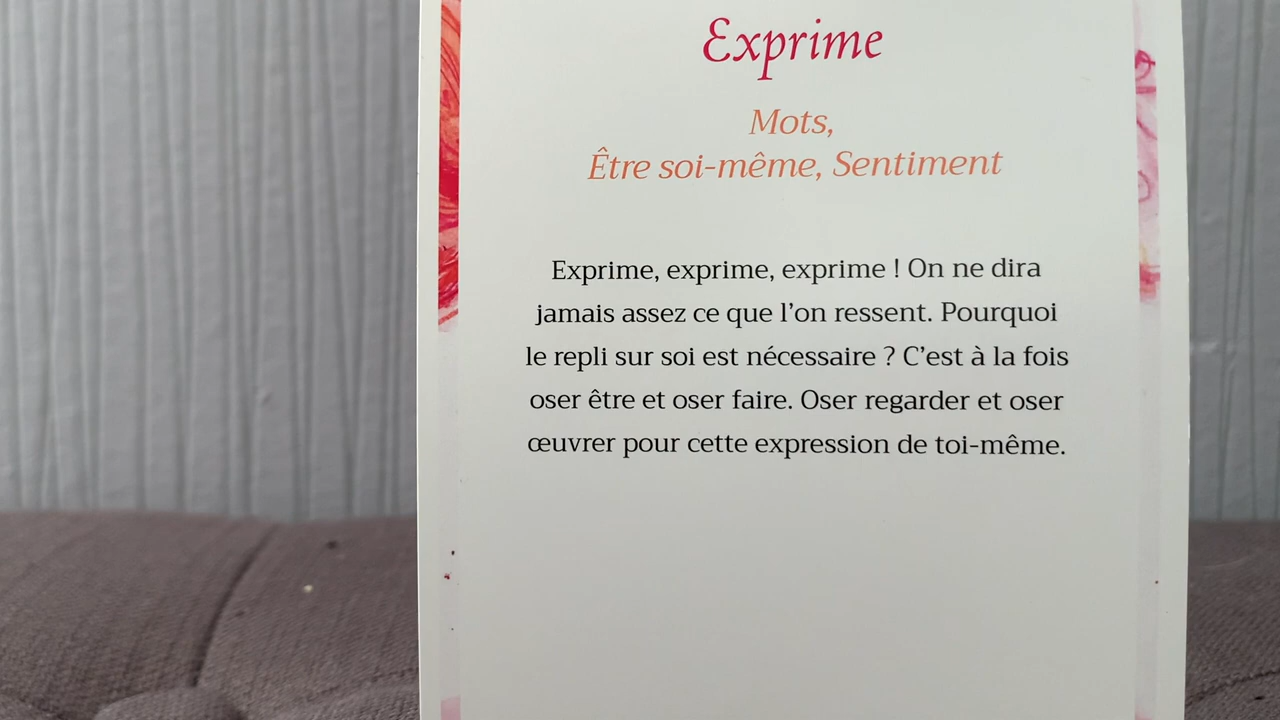 Exprime
Mots,
Être soi-même, Sentiment
Exprime, exprime, exprime ! On ne dira
jamais assez ce que l’on ressent. Pourquoi
le repli sur soi est nécessaire ? C’est à la fois
oser être et oser faire. Oser regarder et oser
œuvrer pour cette expression de toi-même.